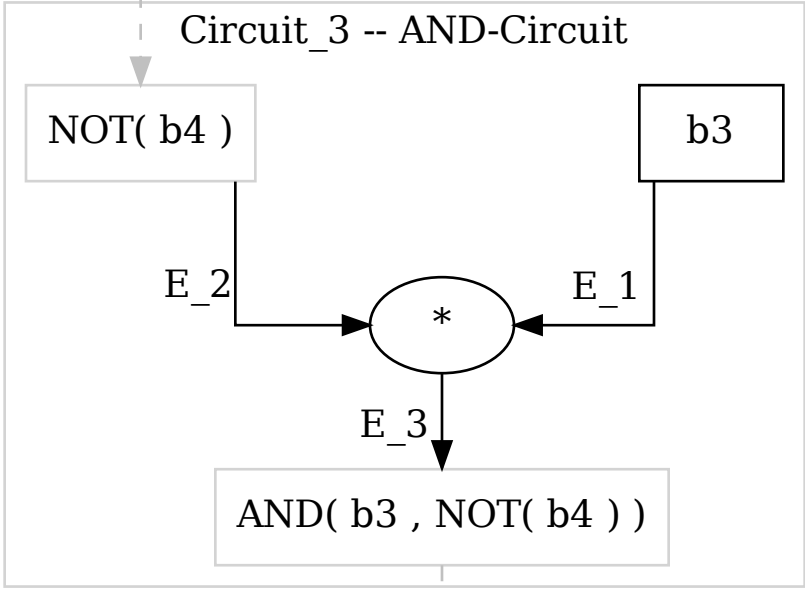 Circuit_3 -- AND-Circuit
NOT( b4 )
b3
E_2
E_1
*
E_3
AND( b3 , NOT( b4 ) )